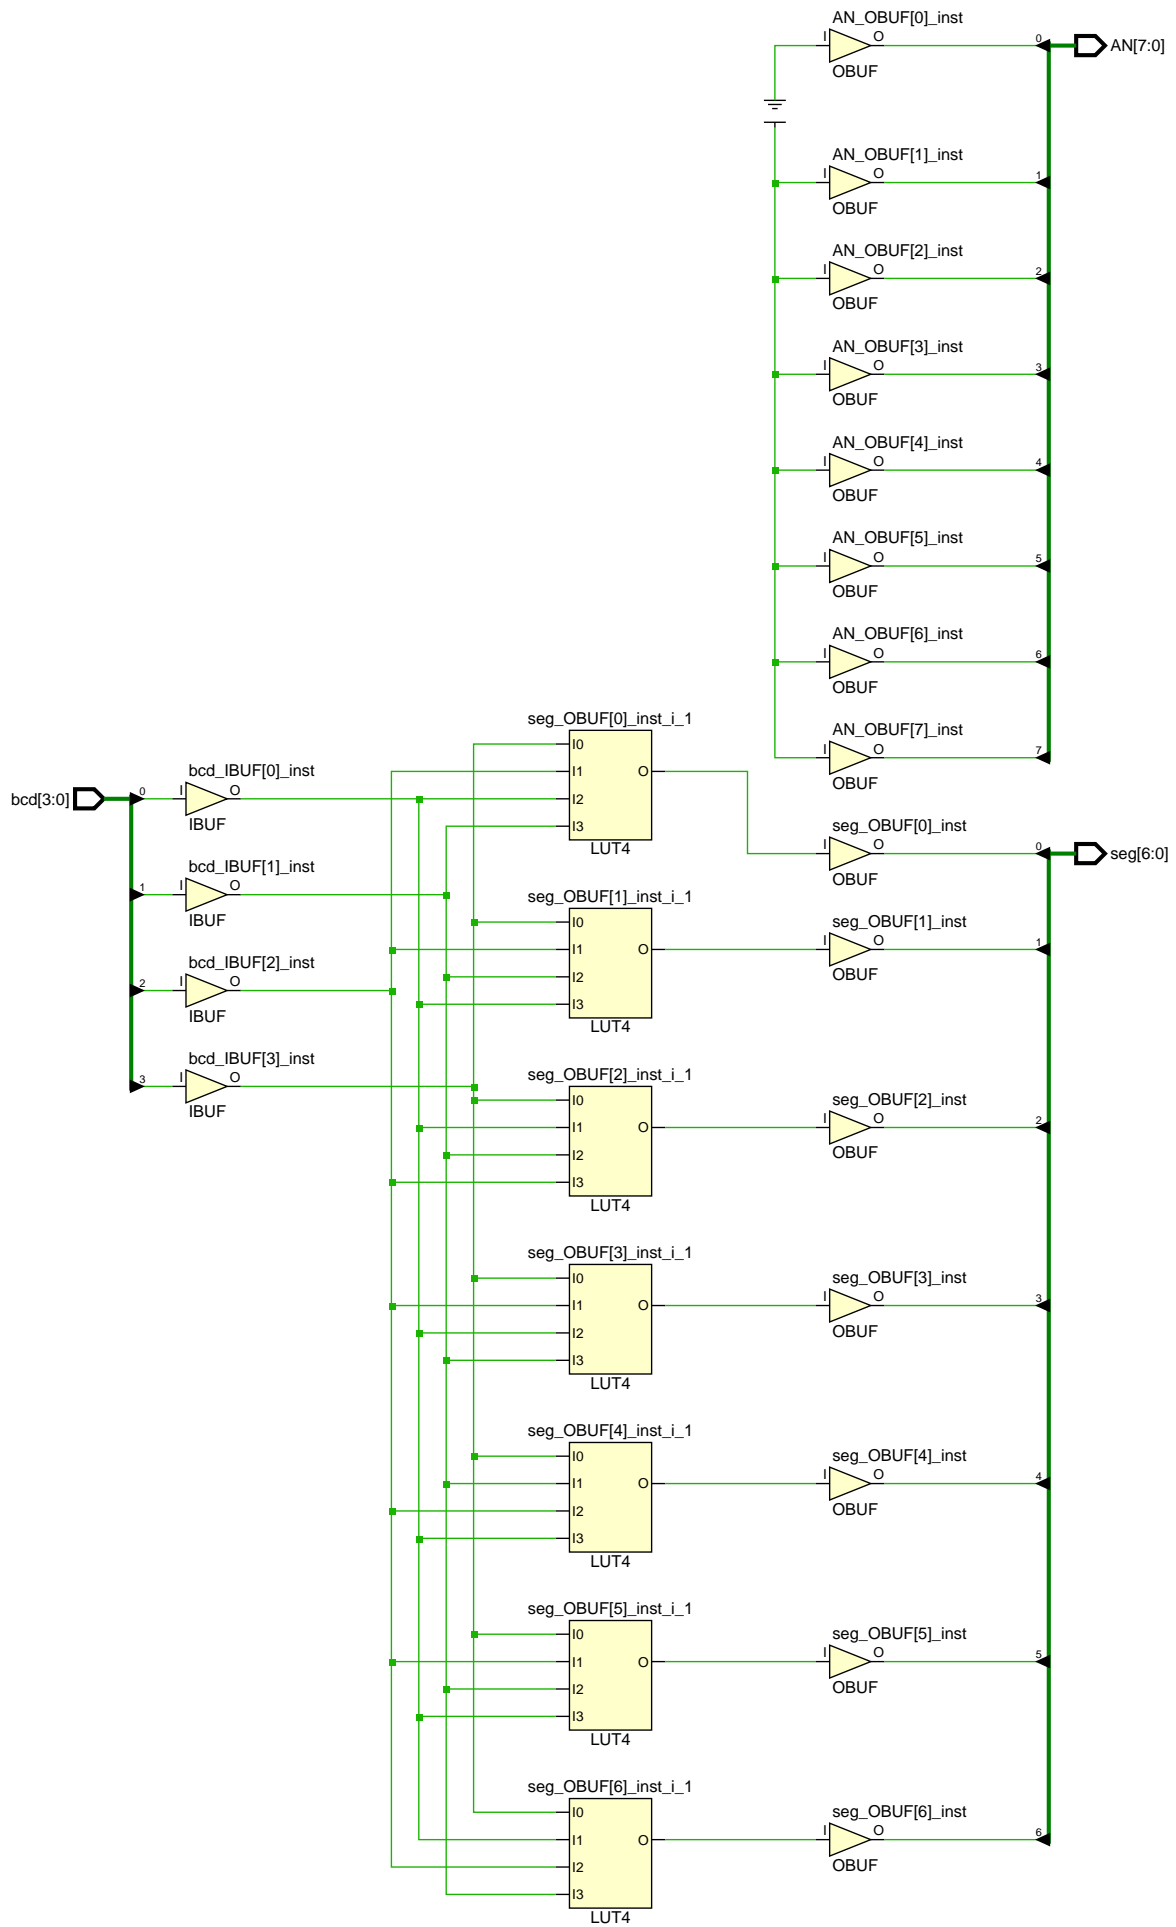 AN_OBUF[0]_inst
I O
OBUF
0
AN[7:0]
AN_OBUF[1]_inst
I O
OBUF
1
AN_OBUF[2]_inst
I O
OBUF
2
AN_OBUF[3]_inst
I O
OBUF
3
AN_OBUF[4]_inst
I O
OBUF
4
AN_OBUF[5]_inst
I O
OBUF
5
AN_OBUF[6]_inst
I O
OBUF
6
AN_OBUF[7]_inst
I O
OBUF
7
bcd[3:0]
0
bcd_IBUF[0]_inst
I O
IBUF
1
bcd_IBUF[1]_inst
I O
IBUF
2
bcd_IBUF[2]_inst
I O
IBUF
3
bcd_IBUF[3]_inst
I O
IBUF
seg_OBUF[0]_inst_i_1
I0
I1
O
I2
I3
LUT4
seg_OBUF[0]_inst
I O
OBUF
0
seg[6:0]
seg_OBUF[1]_inst_i_1
I0
I1
O
I2
I3
LUT4
seg_OBUF[1]_inst
I O
OBUF
1
seg_OBUF[2]_inst_i_1
I0
I1
O
I2
I3
LUT4
seg_OBUF[2]_inst
I O
OBUF
2
seg_OBUF[3]_inst_i_1
I0
I1
O
I2
I3
LUT4
seg_OBUF[3]_inst
I O
OBUF
3
seg_OBUF[4]_inst_i_1
I0
I1
O
I2
I3
LUT4
seg_OBUF[4]_inst
I O
OBUF
4
seg_OBUF[5]_inst_i_1
I0
I1
O
I2
I3
LUT4
seg_OBUF[5]_inst
I O
OBUF
5
seg_OBUF[6]_inst_i_1
I0
I1
O
I2
I3
LUT4
seg_OBUF[6]_inst
I O
OBUF
6